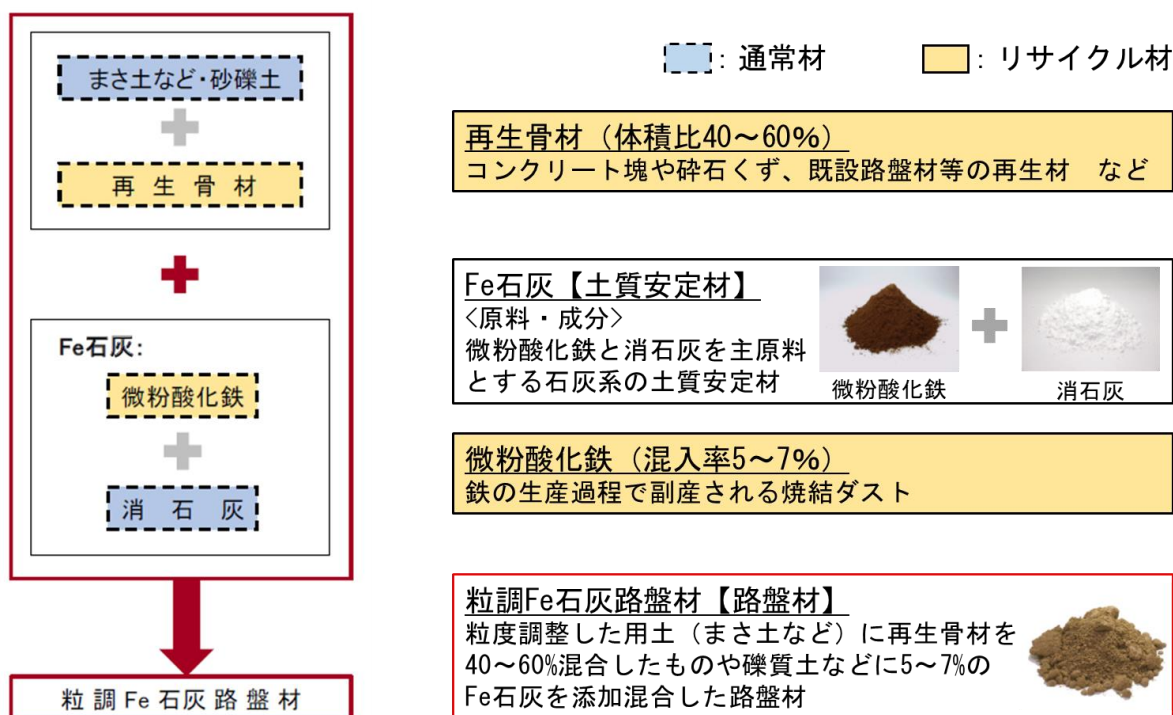 まさ土など・砂礫土
再生骨材
Fe石灰:
微粉酸化鉄
消石灰
粒調Fe石灰路盤材
: 通常材
: リサイクル材
再生骨材（体積比40～60%）
コンクリート塊や砕石くず、既設路盤材等の再生材　など
Fe石灰【土質安定材】
<原料・成分>
微粉酸化鉄と消石灰を主原料
とする石灰系の土質安定材
微粉酸化鉄
消石灰
微粉酸化鉄（混入率5～7%）
鉄の生産過程で副産される焼結ダスト
粒調Fe石灰路盤材【路盤材】
粒度調整した用土（まさ土など）に再生骨材を
40～60%混合したものや礫質土などに5～7%の
Fe石灰を添加混合した路盤材